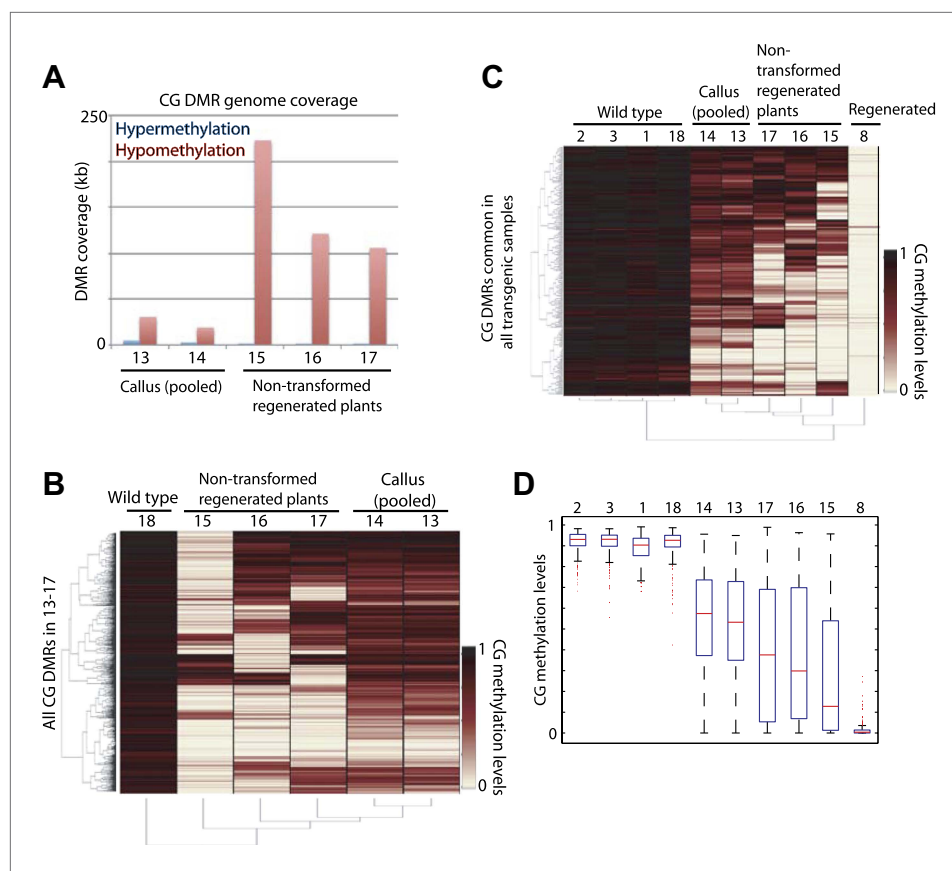 A
CG DMR genome coverage
250
Hypermethylation
Hypomethylation
DMR coverage (kb)
0
13 14 15 16 17
Callus (pooled)
Non-transformed
regenerated plants
C
Non-
transformed
regenerated
plants
Callus
(pooled)
Wild type
Regenerated
2 3 1 18 14 13 17 16 15 8
CG DMRs common in
all transgenic samples
1
0
CG methylation levels
B
Non-transformed
regenerated plants
Callus
(pooled)
Wild type
18 15 16 17 14 13
All CG DMRs in 13-17
1
0
CG methylation levels
D
2 3 1 18 14 13 17 16 15 8
1
CG methylation levels
0